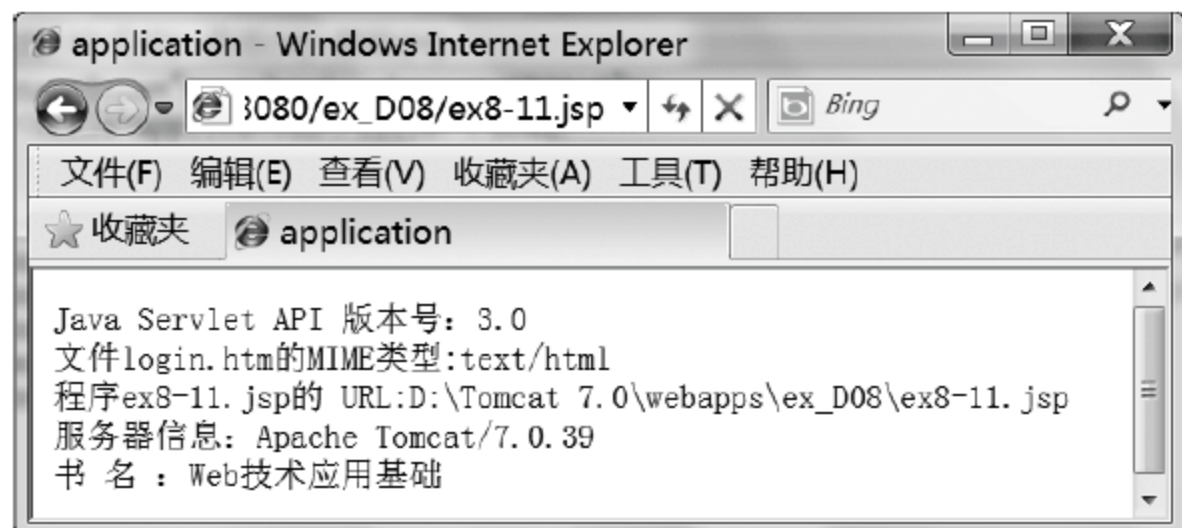 application - Windows Internet Explorer
8080/ex_D08/ex8-11.jsp
Bing
文件(F) 编辑(E) 查看(V) 收藏夹(A) 工具(T) 帮助(H)
收藏夹 application
Java Servlet API 版本号：3.0
文件login.htm的MIME类型:text/html
程序ex8-11.jsp的 URL:D:\Tomcat 7.0\webapps\ex_D08\ex8-11.jsp
服务器信息：Apache Tomcat/7.0.39
书 名 ：Web技术应用基础